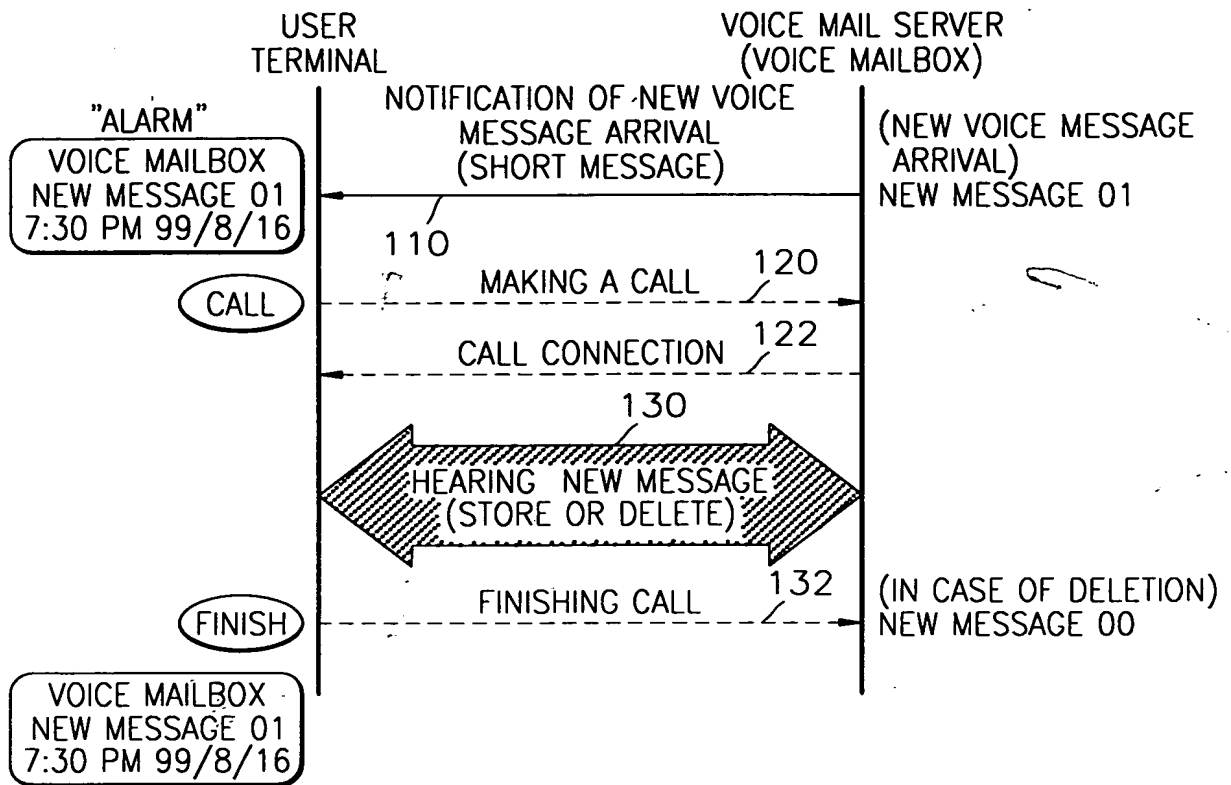 USER
TERMINAL
VOICE MAIL SERVER
(VOICE MAILBOX)
"ALARM"
VOICE MAILBOX
NEW MESSAGE 01
7:30 PM 99/8/16
NOTIFICATION OF NEW VOICE
MESSAGE ARRIVAL
(SHORT MESSAGE)
(NEW VOICE MESSAGE
ARRIVAL)
NEW MESSAGE 01
110
CALL
MAKING A CALL
120
CALL CONNECTION
122
130
HEARING NEW MESSAGE
(STORE OR DELETE)
FINISH
FINISHING CALL
132
(IN CASE OF DELETION)
NEW MESSAGE 00
VOICE MAILBOX
NEW MESSAGE 01
7:30 PM 99/8/16